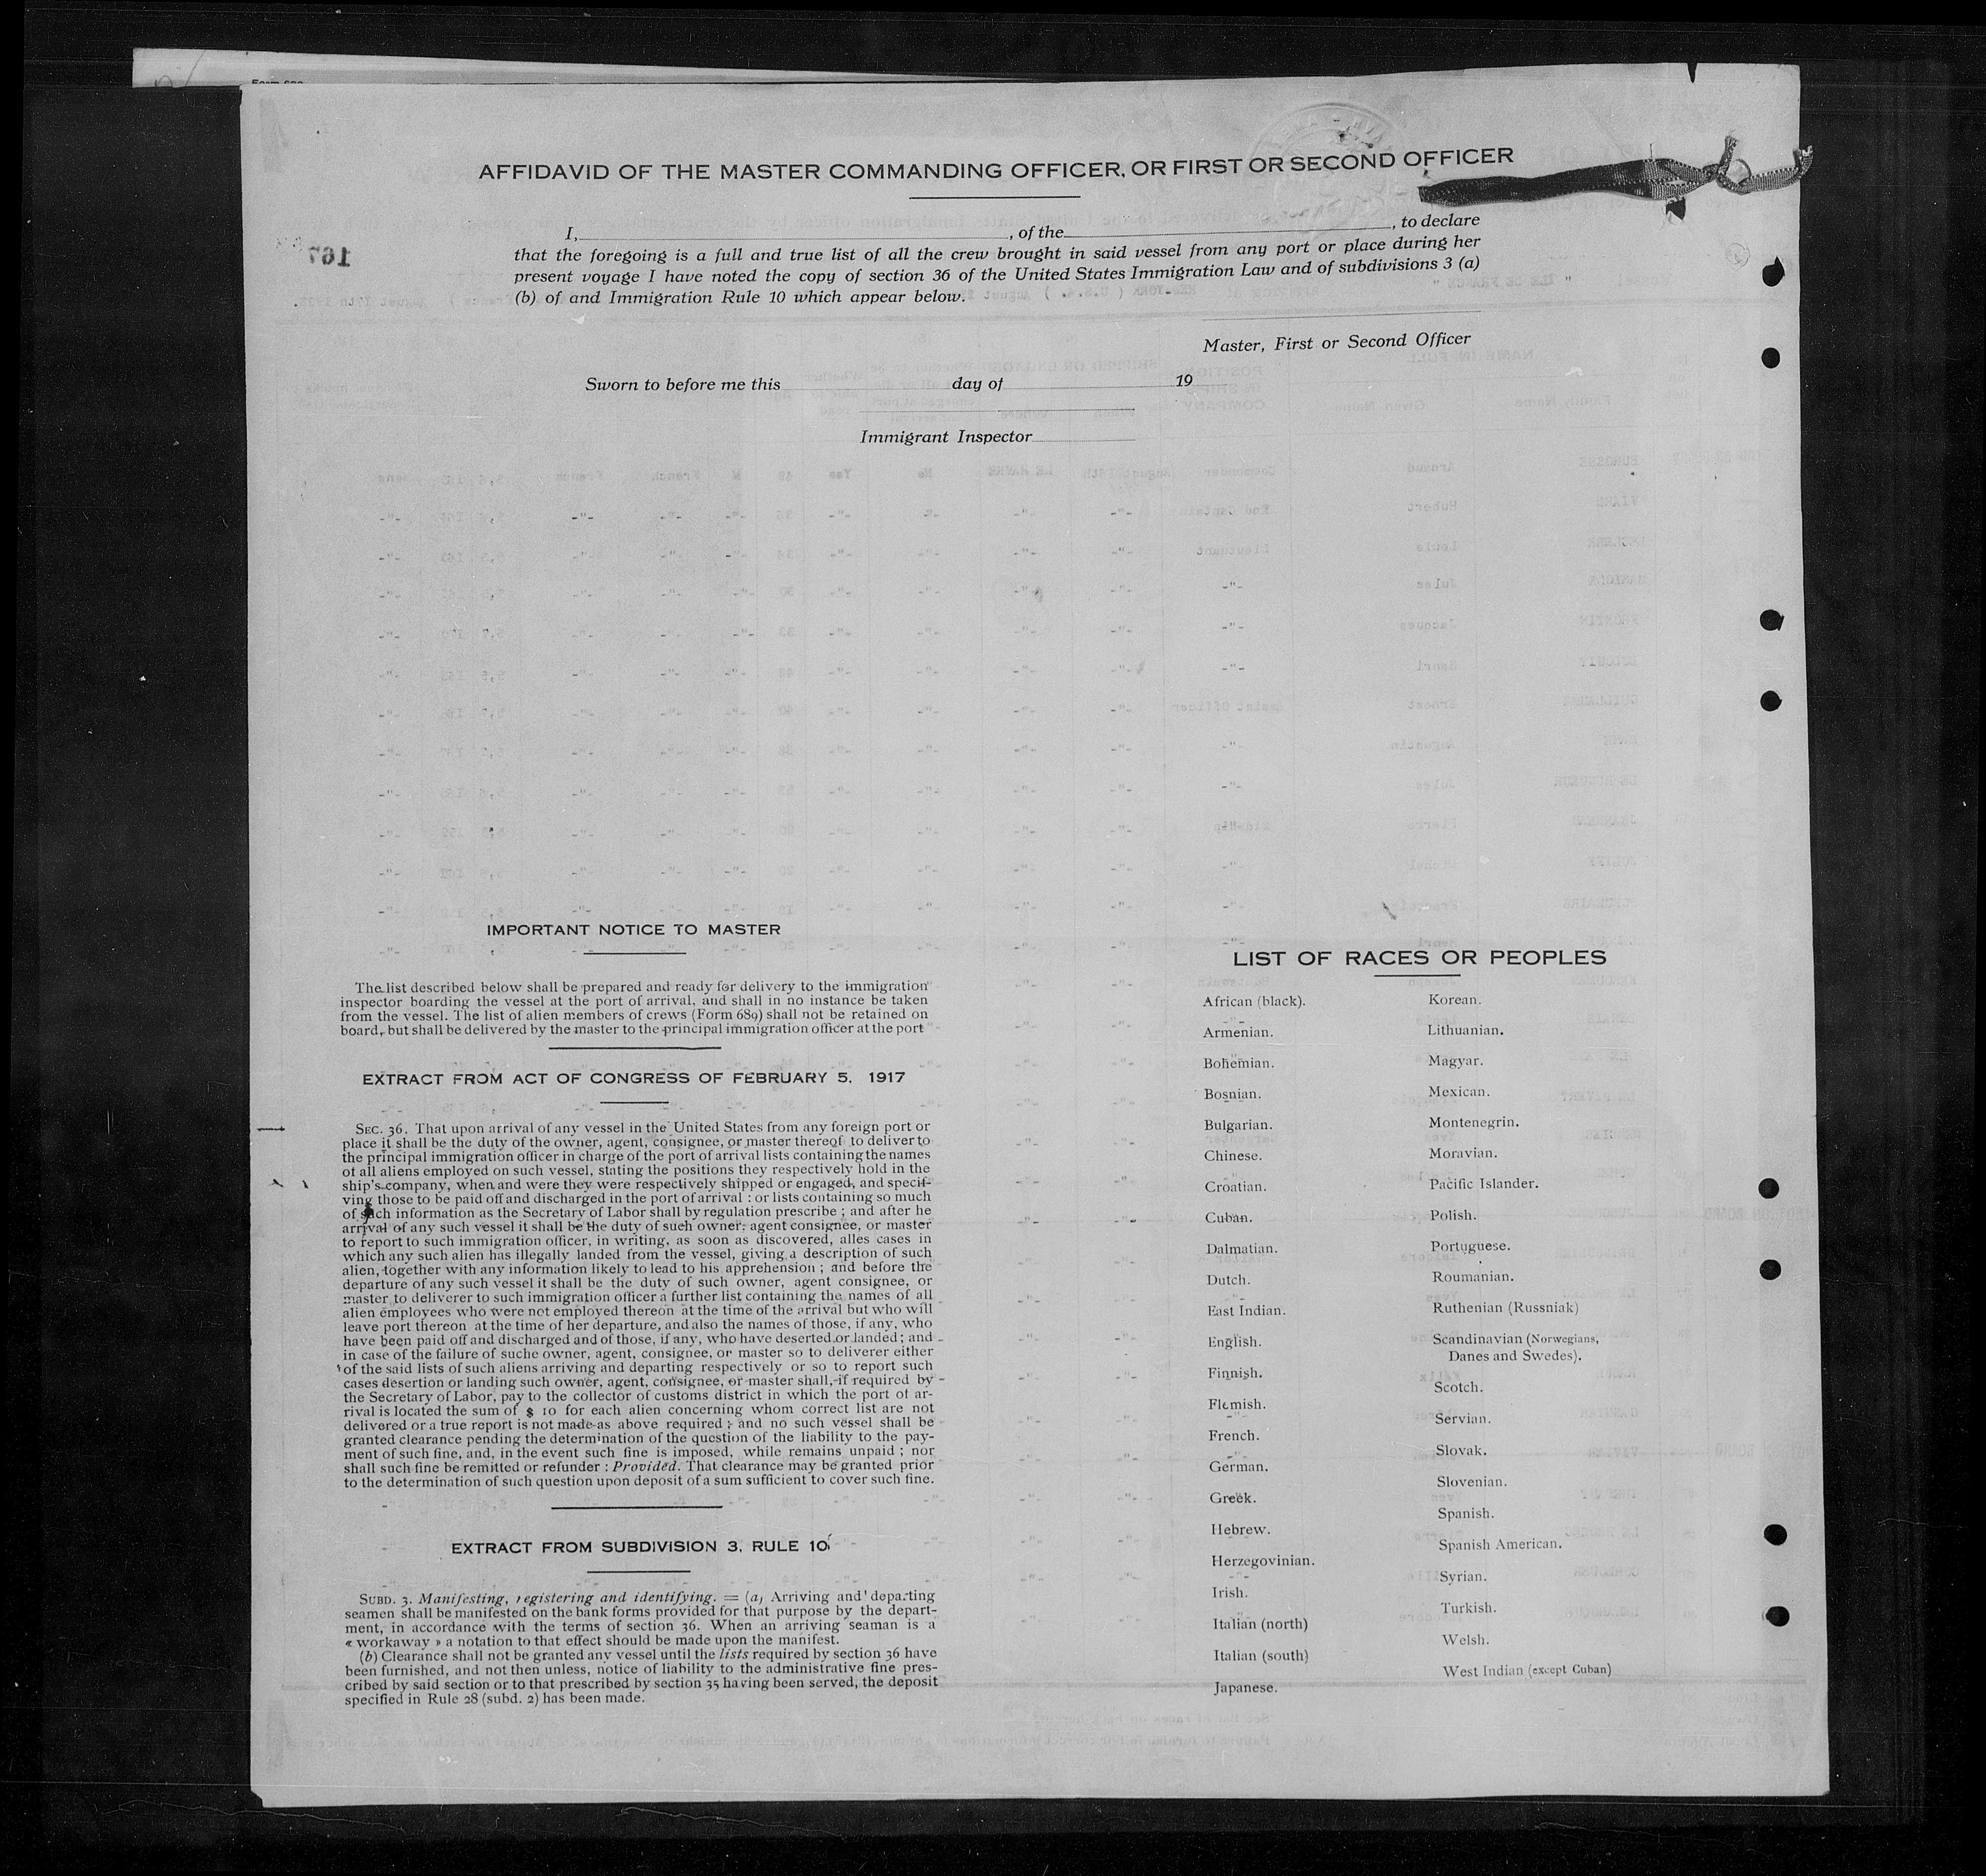 AFFIDAVID OF THE MASTER COMMANDING OFFICER, OR FIRST OR SECOND OFFICER
I, , of the , to declare
that the foregoing is a full and true list of all the crew brought in said vessel from any port or place during her
present voyage I have noted the copy of section 36 of the United States Immigration Law and of subdivisions 3 (a)
(b) of and Immigration Rule 10 which appear below.
Master, First or Second Officer
Sworn to before me this day of 19
Immigrant Inspector
IMPORTANT NOTICE TO MASTER
The list described below shall be prepared and ready for delivery to the immigration
inspector boarding the vessel at the port of arrival, and shall in no instance be taken
from the vessel. The list of alien members of crews (Form 689) shall not be retained on
board, but shall be delivered by the master to the principal immigration officer at the port
EXTRACT FROM ACT OF CONGRESS OF FEBRUARY 5, 1917
SEC. 36. That upon arrival of any vessel in the United States from any foreign port or
place it shall be the duty of the owner, agent, consignee, or master thereof to deliver to
the principal immigration officer in charge of the port of arrival lists containing the names
of all aliens employed on such vessel, stating the positions they respectively hold in the
ship's company, when and were they were respectively shipped or engaged, and specif-
ving those to be paid off and discharged in the port of arrival : or lists containing so much
of such information as the Secretary of Labor shall by regulation prescribe ; and after he
arrival of any such vessel it shall be the duty of such owner: agent consignee, or master
to report to such immigration officer, in writing, as soon as discovered, alles cases in
which any such alien has illegally landed from the vessel, giving a description of such
alien, together with any information likely to lead to his apprehension ; and before the
departure of any such vessel it shall be the duty of such owner, agent consignee, or
master to deliverer to such immigration officer a further list containing the names of all
alien employees who were not employed thereon at the time of the arrival but who will
leave port thereon at the time of her departure, and also the names of those, if any, who
have been paid off and discharged and of those, if any, who have deserted or landed ; and
in case of the failure of suche owner, agent, consignee, or master so to deliverer either
of the said lists of such aliens arriving and departing respectively or so to report such
cases desertion or landing such owner, agent, consignee, or master shall, if required by
the Secretary of Labor, pay to the collector of customs district in which the port of ar-
rival is located the sum of $ 10 for each alien concerning whom correct list are not
delivered or a true report is not made as above required ; and no such vessel shall be
granted clearance pending the determination of the question of the liability to the pay-
ment of such fine, and, in the event such fine is imposed, while remains unpaid ; nor
shall such fine be remitted or refunder : Provided. That clearance may be granted prior
to the determination of such question upon deposit of a sum sufficient to cover such fine.
EXTRACT FROM SUBDIVISION 3, RULE 10
SUBD. 3. Manifesting, registering and identifying. = (a) Arriving and departing
seamen shall be manifested on the bank forms provided for that purpose by the depart-
ment, in accordance with the terms of section 36. When an arriving seaman is a
« workaway » a notation to that effect should be made upon the manifest.
(b) Clearance shall not be granted any vessel until the lists required by section 36 have
been furnished, and not then unless, notice of liability to the administrative fine pres-
cribed by said section or to that prescribed by section 35 having been served, the deposit
specified in Rule 28 (subd. 2) has been made.
LIST OF RACES OR PEOPLES
African (black).
Armenian.
Bohemian.
Bosnian.
Bulgarian.
Chinese.
Croatian.
Cuban.
Dalmatian.
Dutch.
East Indian.
English.
Finnish.
Flemish.
French.
German.
Greek.
Hebrew.
Herzegovinian.
Irish.
Italian (north)
Italian (south)
Japanese.
Korean.
Lithuanian.
Magyar.
Mexican.
Montenegrin.
Moravian.
Pacific Islander.
Polish.
Portuguese.
Roumanian.
Ruthenian (Russniak)
Scandinavian (Norwegians,
Danes and Swedes).
Scotch.
Servian.
Slovak.
Slovenian.
Spanish.
Spanish American.
Syrian.
Turkish.
Welsh.
West Indian (except Cuban)